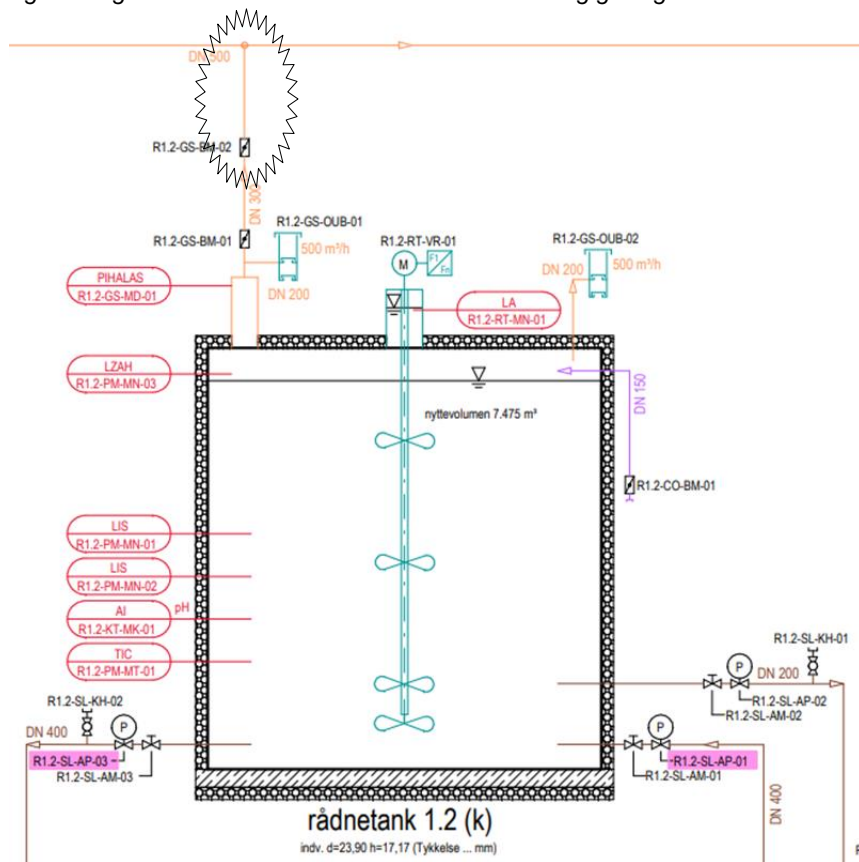 DN 500
R1.2-GS-BM-02
DN 300
R1.2-GS-OUB-01
R1.2-GS-BM-01
500 m³/h
DN 200
R1.2-RT-VR-01
M
F1
Fn
R1.2-GS-OUB-02
DN 200
500 m³/h
PIHALAS
R1.2-GS-MD-01
LA
R1.2-RT-MN-01
LZAH
R1.2-PM-MN-03
DN 150
nyttevolumen 7.475 m³
R1.2-CO-BM-01
LIS
R1.2-PM-MN-01
LIS
R1.2-PM-MN-02
AI
R1.2-KT-MK-01
pH
TIC
R1.2-PM-MT-01
R1.2-SL-KH-01
P
DN 200
R1.2-SL-AP-02
R1.2-SL-AM-02
R1.2-SL-KH-02
DN 400
P
R1.2-SL-AP-03
R1.2-SL-AM-03
P
R1.2-SL-AP-01
R1.2-SL-AM-01
DN 400
rådnetank 1.2 (k)
indv. d=23,90 h=17,17 (Tykkelse ... mm)